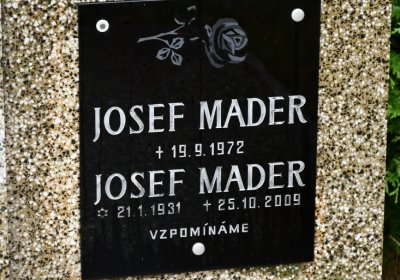 JOSEF MADER
† 19.9.1972
JOSEF MADER
✡ 21.1.1931 † 25.10.2009
VZPOMÍNÁME